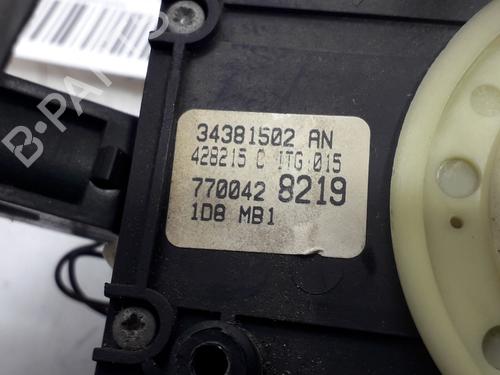 34381502 AN
428215 C ITG 015
770042 8219
1D8 MB1
B-PARTS